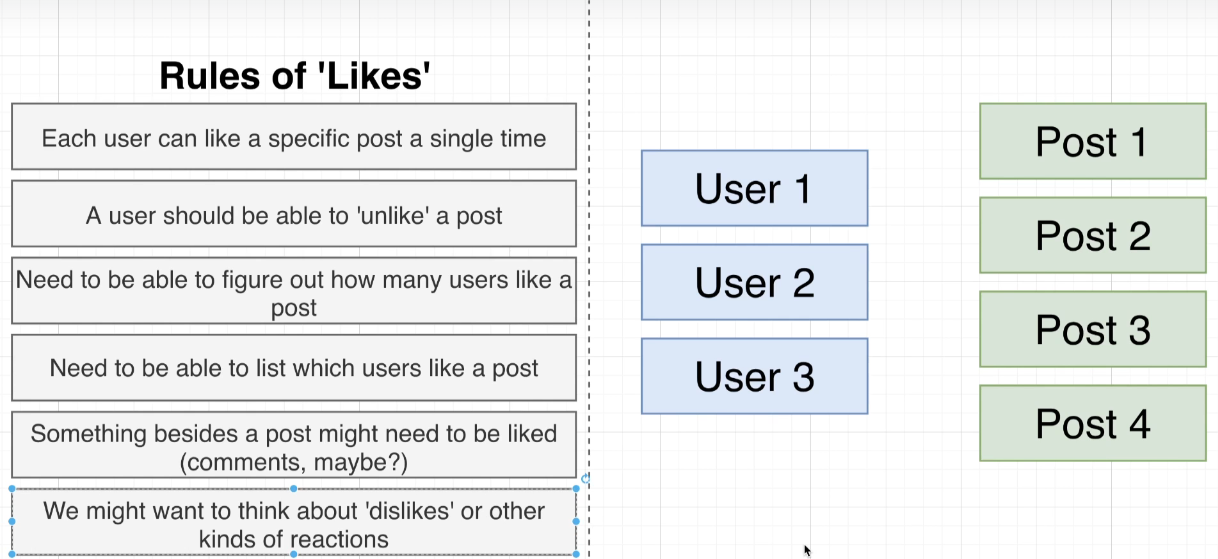 Rules of 'Likes'
Each user can like a specific post a single time
A user should be able to 'unlike' a post
Need to be able to figure out how many users like a
post
Need to be able to list which users like a post
Something besides a post might need to be liked
(comments, maybe?)
We might want to think about 'dislikes' or other
kinds of reactions
User 1
User 2
User 3
Post 1
Post 2
Post 3
Post 4